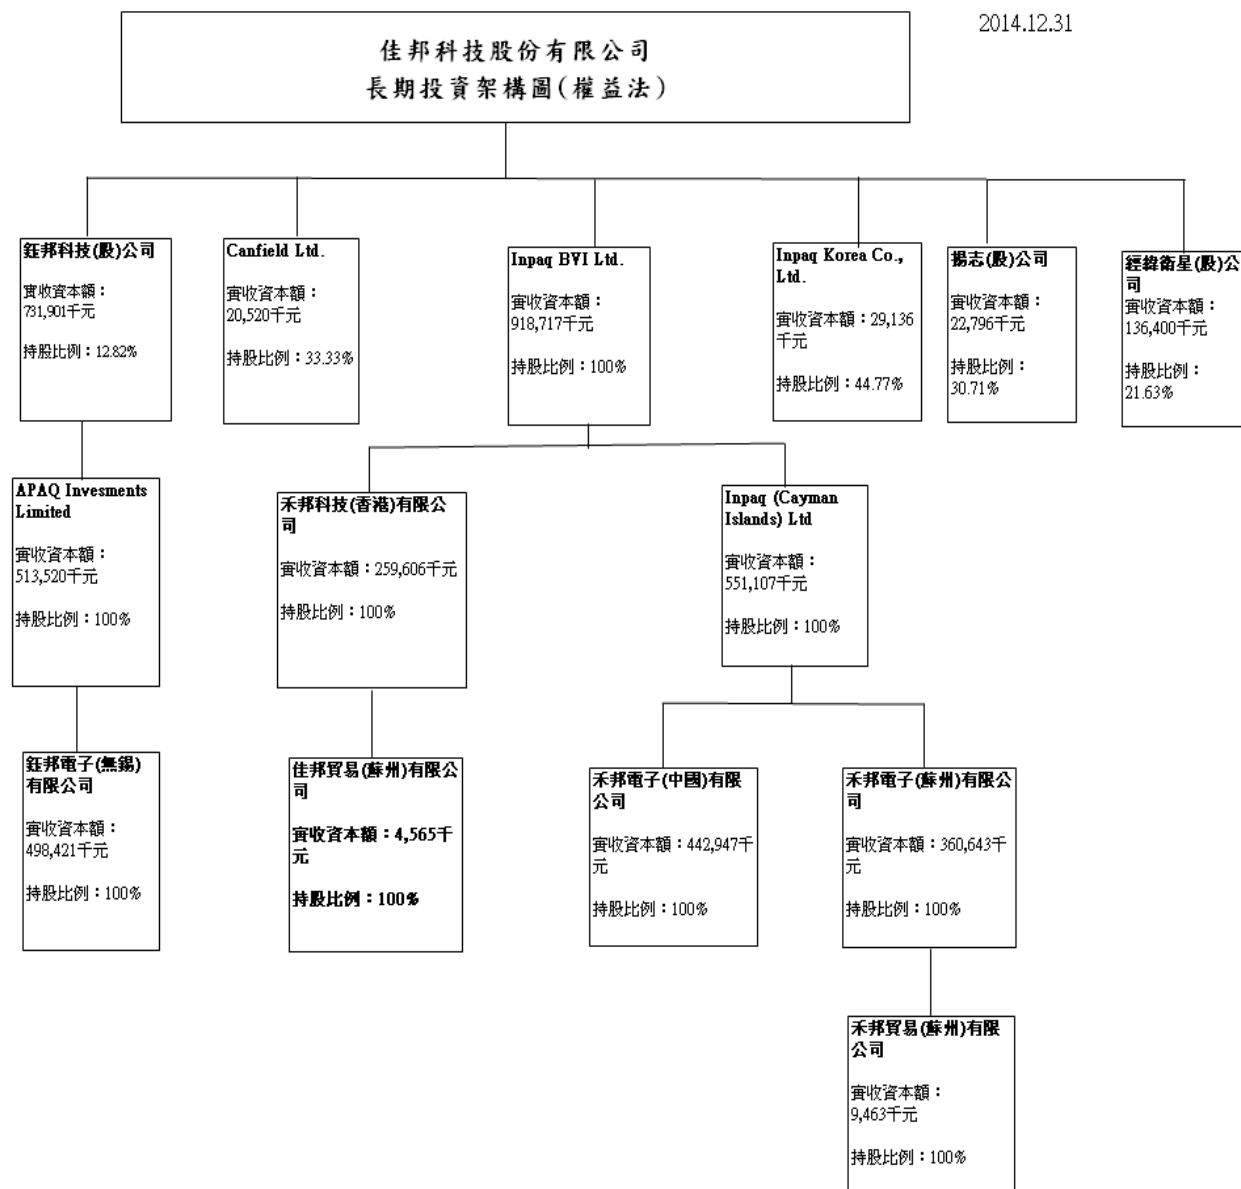 2014.12.31
佳邦科技股份有限公司
長期投資架構圖(權益法)
鈺邦科技(股)公司
實收資本額：
731,901千元
持股比例：12.82%
Canfield Ltd.
實收資本額：
20,520千元
持股比例：33.33%
Inpaq BVI Ltd.
實收資本額：
918,717千元
持股比例：100%
Inpaq Korea Co.,
Ltd.
實收資本額：29,136
千元
持股比例：44.77%
揚志(股)公司
實收資本額：
22,796千元
持股比例：
30.71%
經緯衛星(股)公
司
實收資本額：
136,400千元
持股比例：
21.63%
APAQ Invesments
Limited
實收資本額：
513,520千元
持股比例：100%
禾邦科技(香港)有限公
司
實收資本額：259,606千元
持股比例：100%
Inpaq (Cayman
Islands) Ltd
實收資本額：
551,107千元
持股比例：100%
鈺邦電子(無錫)
有限公司
實收資本額：
498,421千元
持股比例：100%
佳邦貿易(蘇州)有限公
司
實收資本額：4,565千
元
持股比例：100%
禾邦電子(中國)有限
公司
實收資本額：442,947千
元
持股比例：100%
禾邦電子(蘇州)有限公
司
實收資本額：360,643千
元
持股比例：100%
禾邦貿易(蘇州)有限
公司
實收資本額：
9,463千元
持股比例：100%